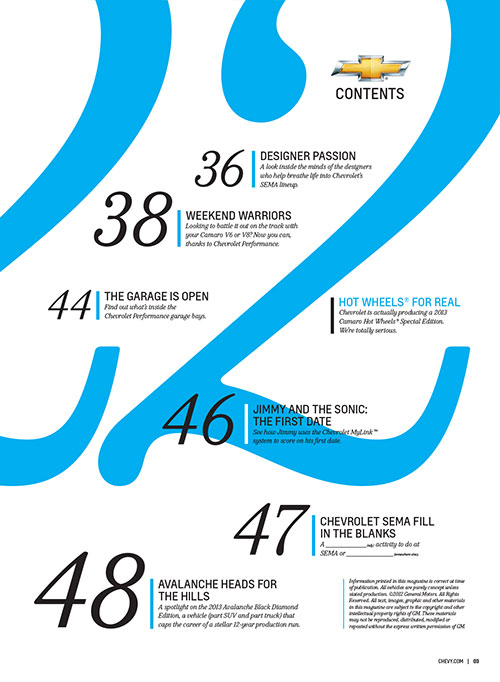 CONTENTS
36
DESIGNER PASSION
A look inside the minds of the designers
who help breathe life into Chevrolet's
SEMA lineup.
38
WEEKEND WARRIORS
Looking to battle it out on the track with
your Camaro V6 or V8? Now you can,
thanks to Chevrolet Performance.
44
THE GARAGE IS OPEN
Find out what's inside the
Chevrolet Performance garage bays.
22
HOT WHEELS® FOR REAL
Chevrolet is actually producing a 2013
Camaro Hot Wheels® Special Edition.
We're totally serious.
46
JIMMY AND THE SONIC:
THE FIRST DATE
See how Jimmy uses the Chevrolet MyLink™
system to score on his first date.
47
CHEVROLET SEMA FILL
IN THE BLANKS
A ____________ activity to do at
SEMA or ____________
48
AVALANCHE HEADS FOR
THE HILLS
A spotlight on the 2013 Avalanche Black Diamond
Edition, a vehicle (part SUV and part truck) that
caps the career of a stellar 12-year production run.
Information printed in this magazine is correct at time
of publication. All vehicles are purely concept unless
stated production. ©2012 General Motors. All Rights
Reserved. All text, images, graphic and other materials
in this magazine are subject to the copyright and other
intellectual property rights of GM. These materials
may not be reproduced, distributed, modified or
reposted without the express written permission of GM.
CHEVY.COM | 03